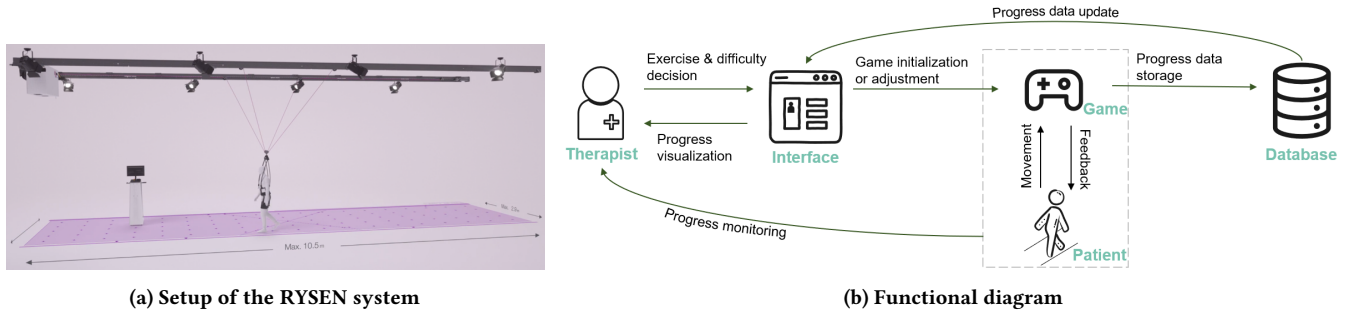 Progress data update
Exercise & difficulty
decision
Game initialization
or adjustment
Progress data
storage
Game
Progress
visualization
Therapist
Interface
Movement
Feedback
Database
Max. 10.5m
Progress monitoring
Patient
(a) Setup of the RYSEN system
(b) Functional diagram